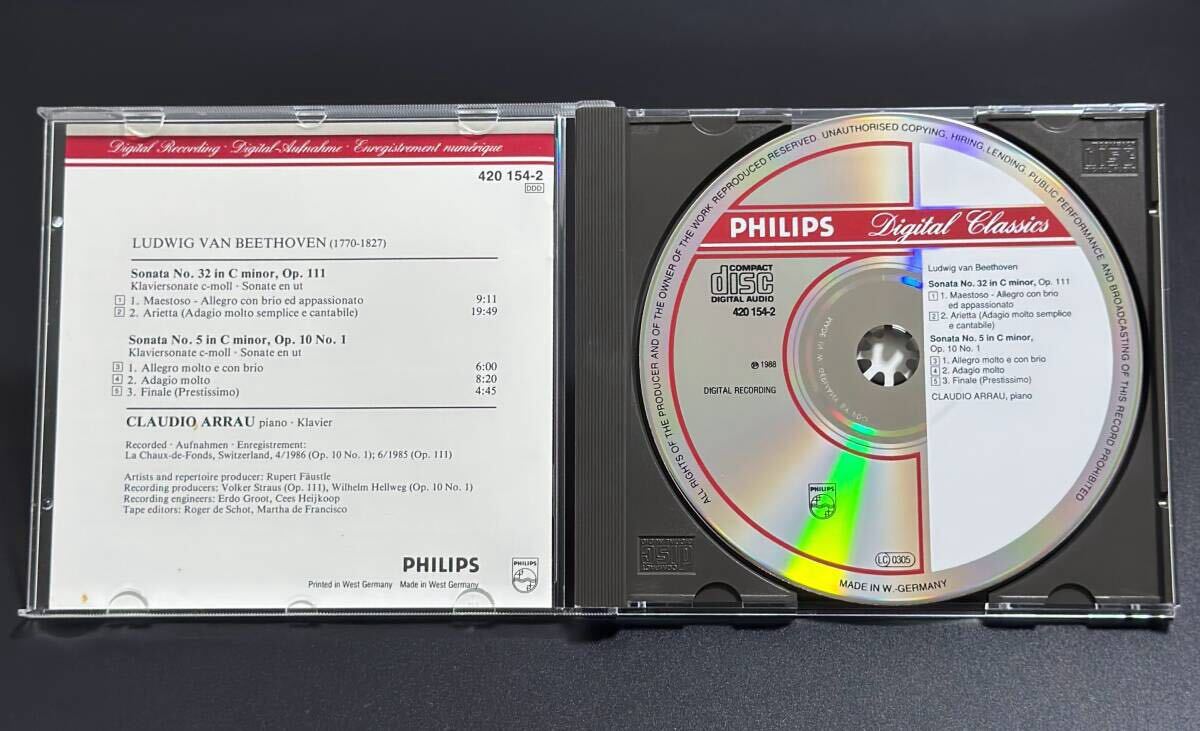 Digital Recording · Digital-Aufnahme · Enregistrement numérique
420 154-2
DDD
LUDWIG VAN BEETHOVEN (1770-1827)
Sonata No. 32 in C minor, Op. 111
Klaviersonate c-moll · Sonate en ut
1 1. Maestoso - Allegro con brio ed appassionato 9:11
2 2. Arietta (Adagio molto semplice e cantabile) 19:49
Sonata No. 5 in C minor, Op. 10 No. 1
Klaviersonate c-moll · Sonate en ut
3 1. Allegro molto e con brio 6:00
4 2. Adagio molto 8:20
5 3. Finale (Prestissimo) 4:45
CLAUDIO ARRAU piano · Klavier
Recorded · Aufnahmen · Enregistrement:
La Chaux-de-Fonds, Switzerland, 4/1986 (Op. 10 No. 1); 6/1985 (Op. 111)
Artists and repertoire producer: Rupert Fäustle
Recording producers: Volker Straus (Op. 111), Wilhelm Hellweg (Op. 10 No. 1)
Recording engineers: Erdo Groot, Cees Heijkoop
Tape editors: Roger de Schot, Martha de Francisco
PHILIPS
PHILIPS
Printed in West Germany Made in West Germany
ALL RIGHTS OF THE PRODUCER AND OF THE OWNER OF THE WORK REPRODUCED RESERVED. UNAUTHORISED COPYING, HIRING, LENDING, PUBLIC PERFORMANCE AND BROADCASTING OF THIS RECORD PROHIBITED
PHILIPS Digital Classics
COMPACT
disc
DIGITAL AUDIO
420 154-2
℗ 1988
DIGITAL RECORDING
Ludwig van Beethoven
Sonata No. 32 in C minor, Op. 111
1 1. Maestoso - Allegro con brio
ed appassionato
2 2. Arietta (Adagio molto semplice
e cantabile)
Sonata No. 5 in C minor,
Op. 10 No. 1
3 1. Allegro molto e con brio
4 2. Adagio molto
5 3. Finale (Prestissimo)
CLAUDIO ARRAU, piano
PHILIPS
LC 0305
MADE IN W.-GERMANY